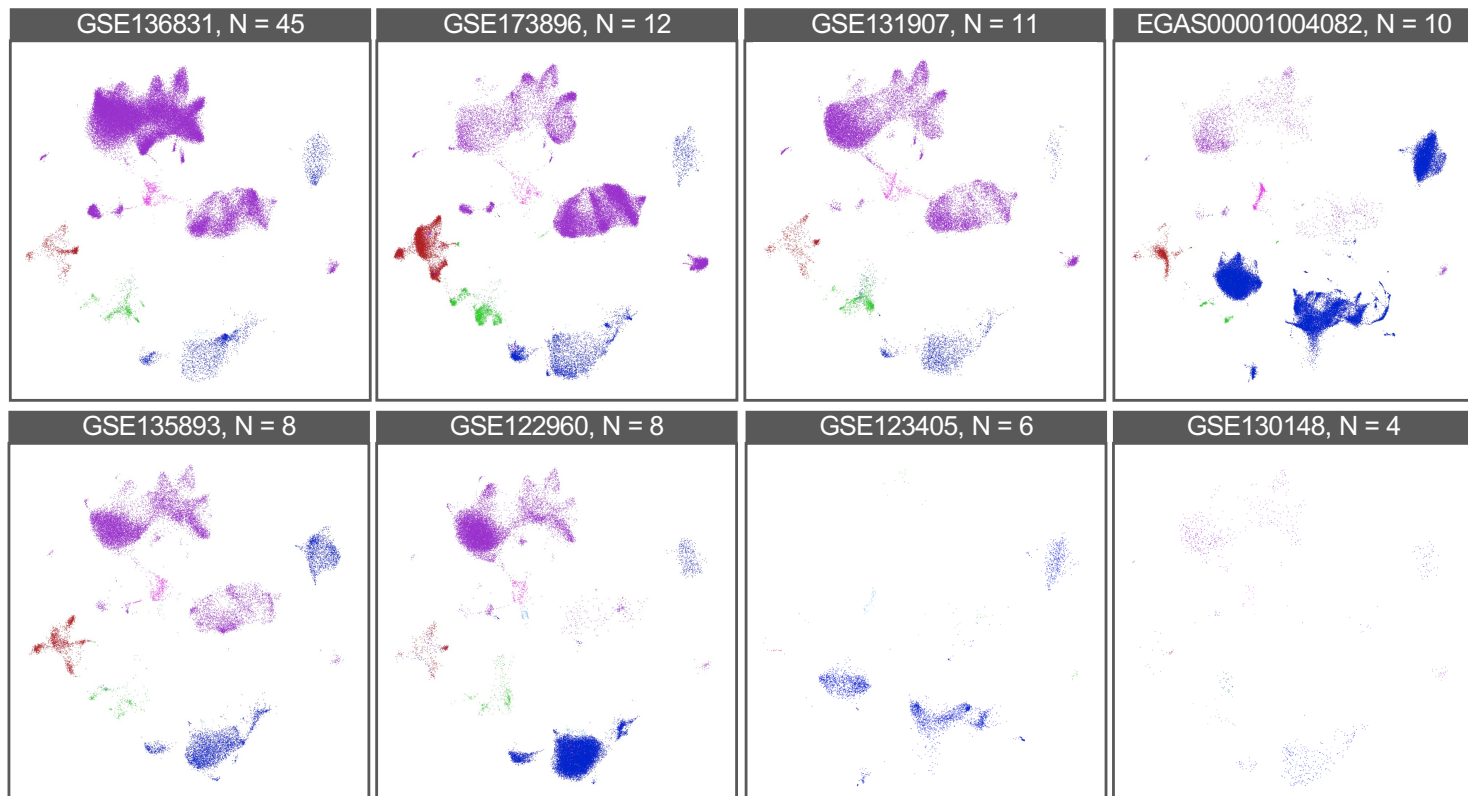 GSE136831, N = 45
GSE173896, N = 12
GSE131907, N = 11
EGAS00001004082, N = 10
GSE135893, N = 8
GSE122960, N = 8
GSE123405, N = 6
GSE130148, N = 4